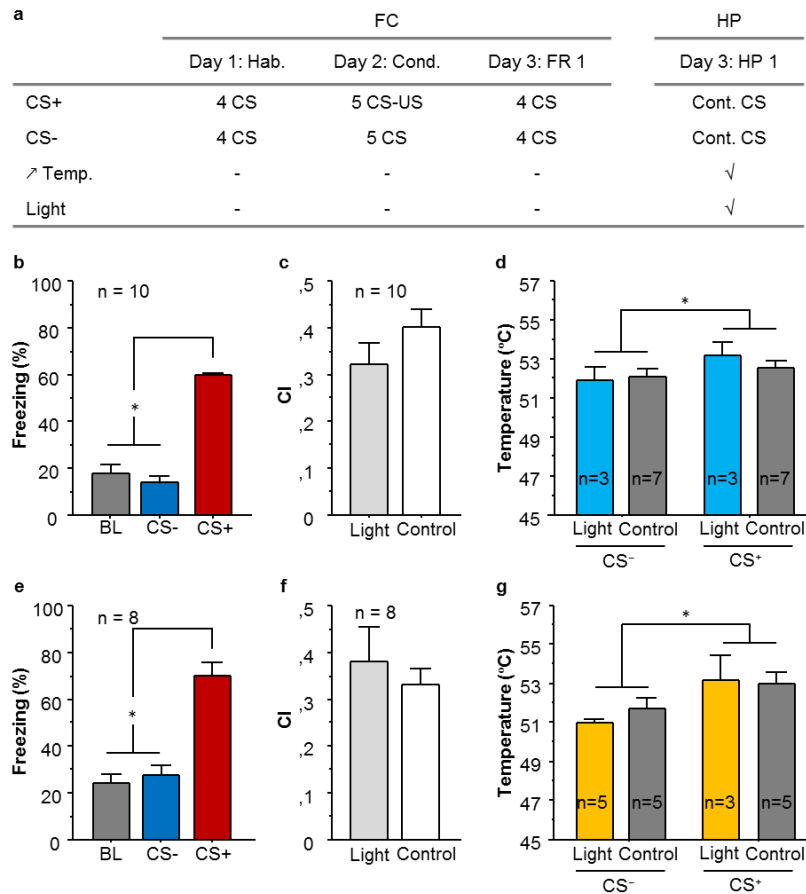 a
FC HP
Day 1: Hab. Day 2: Cond. Day 3: FR 1 Day 3: HP 1
CS+ 4 CS 5 CS-US 4 CS Cont. CS
CS- 4 CS 5 CS 4 CS Cont. CS
↗ Temp. - - - √
Light - - - √
b
100
80
60
40
20
0
Freezing (%)
n = 10
*
BL CS- CS+
c
,5
,4
,3
,2
,1
0
CI
n = 10
Light Control
d
57
55
53
51
49
47
45
Temperature (°C)
*
n=3 n=7 n=3 n=7
Light Control Light Control
CS⁻ CS⁺
e
100
80
60
40
20
0
Freezing (%)
n = 8
*
BL CS- CS+
f
,5
,4
,3
,2
,1
0
CI
n = 8
Light Control
g
57
55
53
51
49
47
45
Temperature (°C)
*
n=5 n=5 n=3 n=5
Light Control Light Control
CS⁻ CS⁺